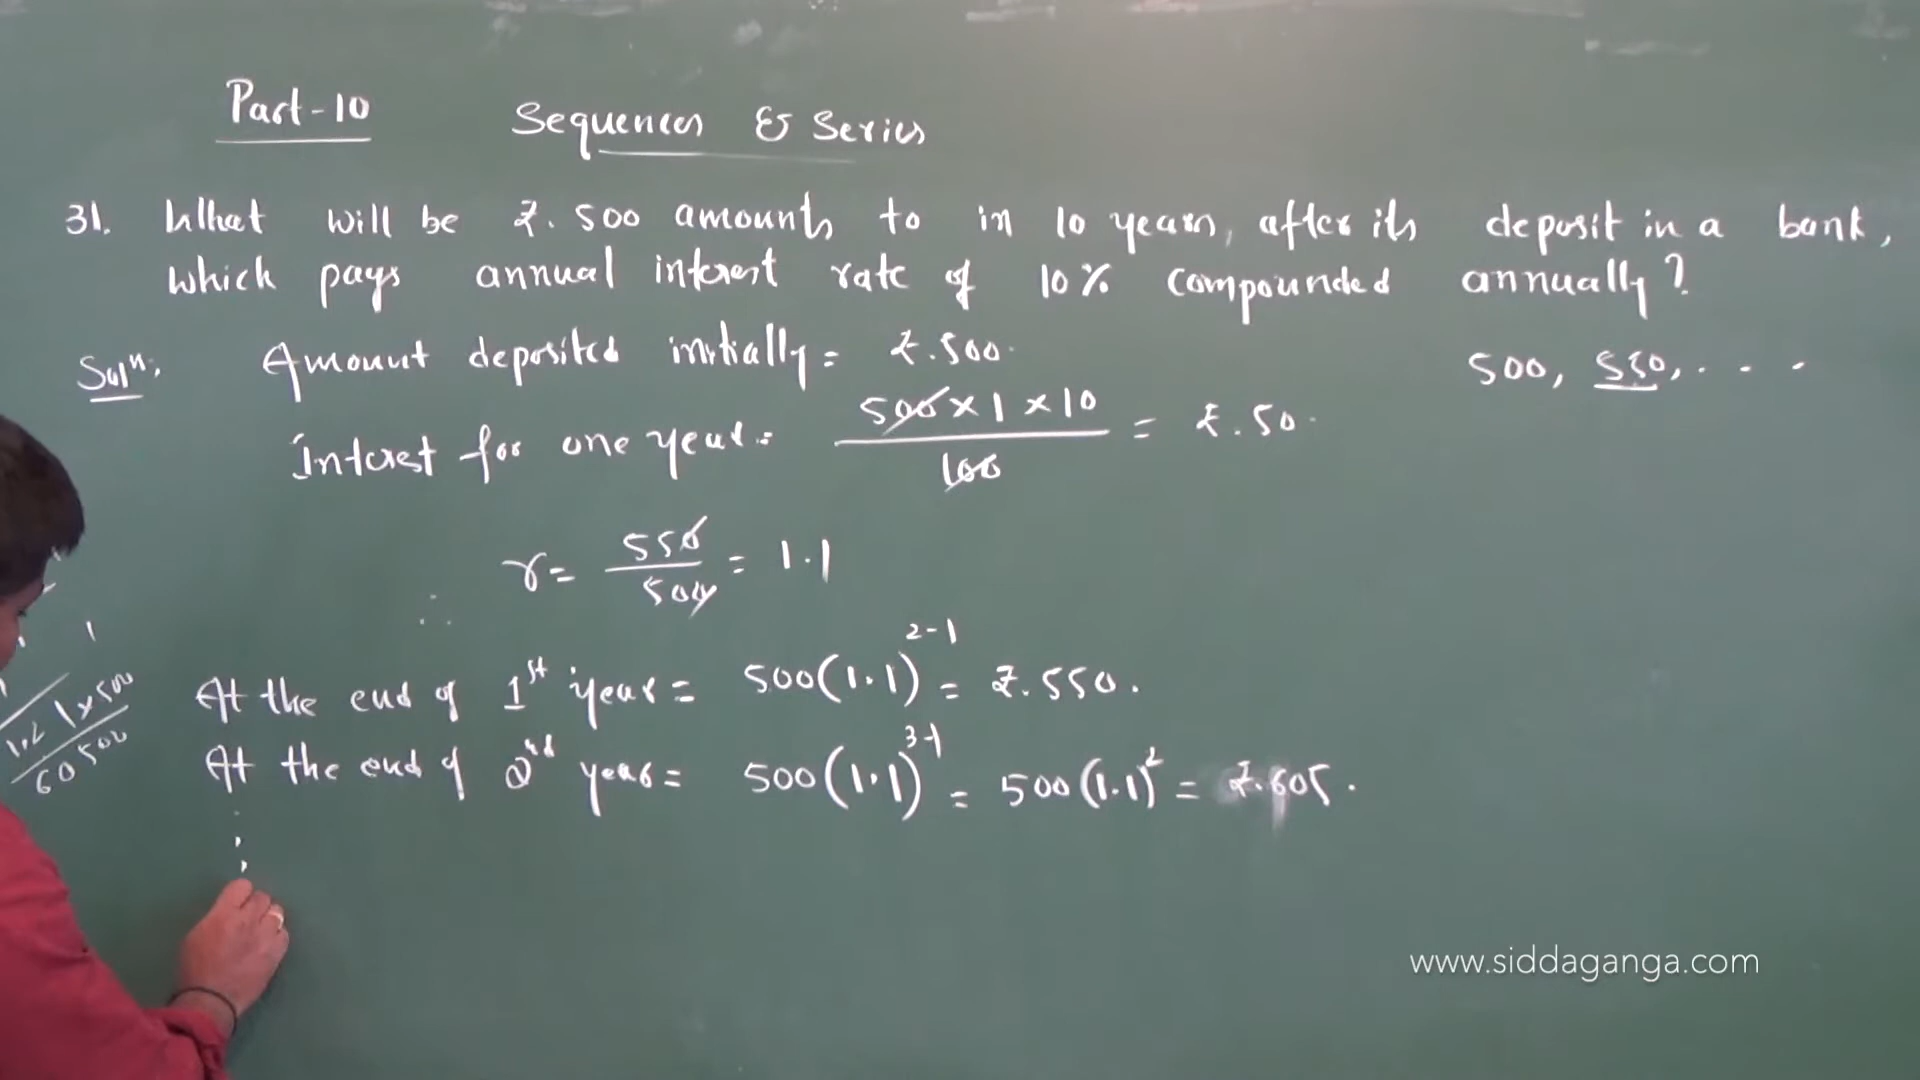 Part-10 Sequences & Series
31. What will be ₹. 500 amounts to in 10 years, after its deposit in a bank,
which pays annual interest rate of 10% compounded annually?
Solⁿ. Amount deposited initially = ₹.500. 500, 550, . . .
Interest for one year = 500 × 1 × 10 / 100 = ₹.50.
∴ r = 550 / 500 = 1.1
At the end of 1st year = 500(1.1)^2-1 = ₹.550.
At the end of 2nd year = 500(1.1)^3-1 = 500(1.1)^2 = ₹.605.
1.21×500
60500
www.siddaganga.com